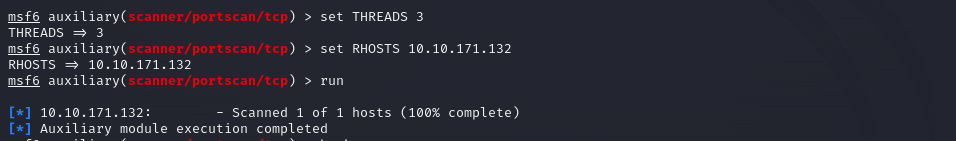 msf6 auxiliary(scanner/portscan/tcp) > set THREADS 3
THREADS => 3
msf6 auxiliary(scanner/portscan/tcp) > set RHOSTS 10.10.171.132
RHOSTS => 10.10.171.132
msf6 auxiliary(scanner/portscan/tcp) > run
[*] 10.10.171.132:        - Scanned 1 of 1 hosts (100% complete)
[*] Auxiliary module execution completed